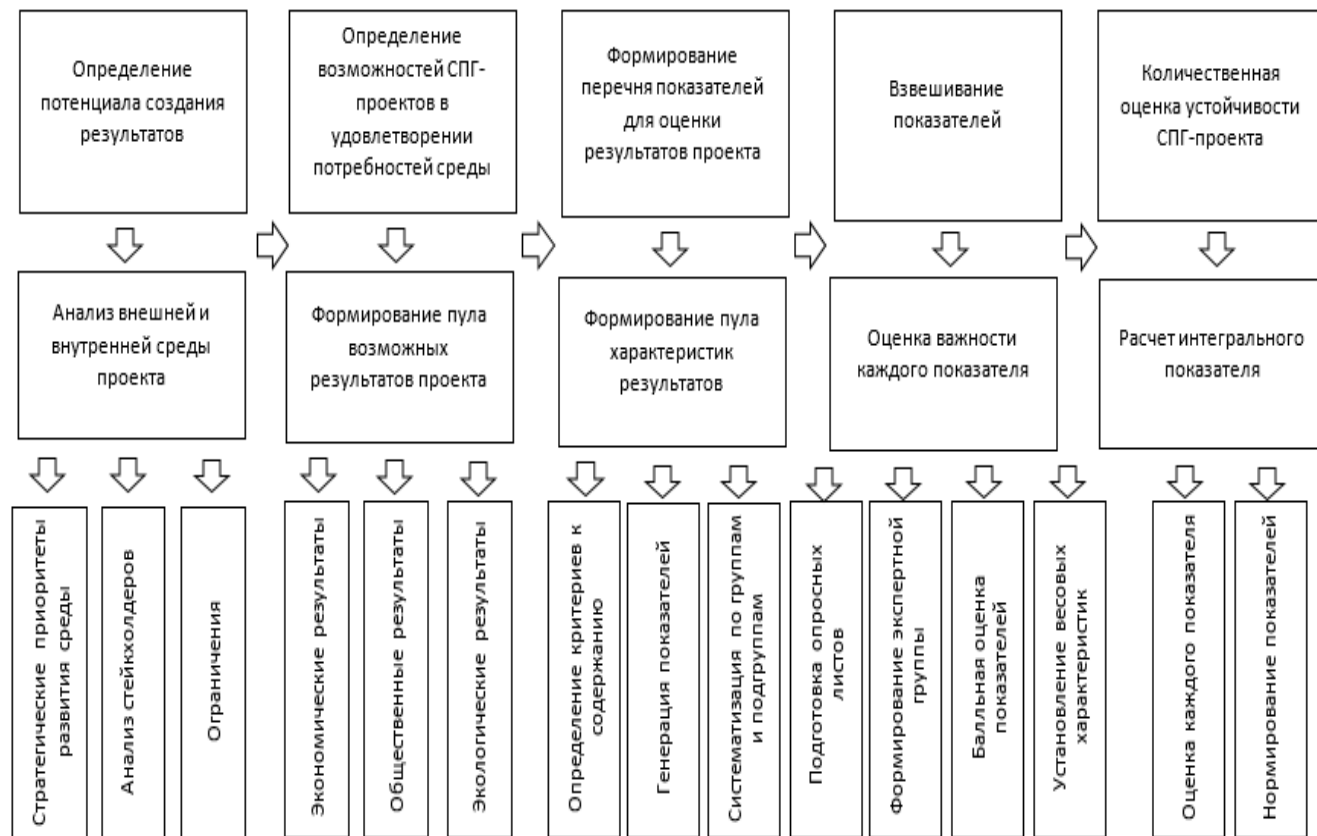 Определение
потенциала создания
результатов
Определение
возможностей СПГ-
проектов в
удовлетворении
потребностей среды
Формирование
перечня показателей
для оценки
результатов проекта
Взвешивание
показателей
Количественная
оценка устойчивости
СПГ-проекта
Анализ внешней и
внутренней среды
проекта
Формирование пула
возможных
результатов проекта
Формирование пула
характеристик
результатов
Оценка важности
каждого показателя
Расчет интегрального
показателя
Стратегические приоритеты
развития среды
Анализ стейкхолдеров
Ограничения
Экономические результаты
Общественные результаты
Экологические результаты
Определение критериев к
содержанию
Генерация показателей
Систематизация по группам
и подгруппам
Подготовка опросных
листов
Формирование экспертной
группы
Балльная оценка
показателей
Установление весовых
характеристик
Оценка каждого показателя
Нормирование показателей